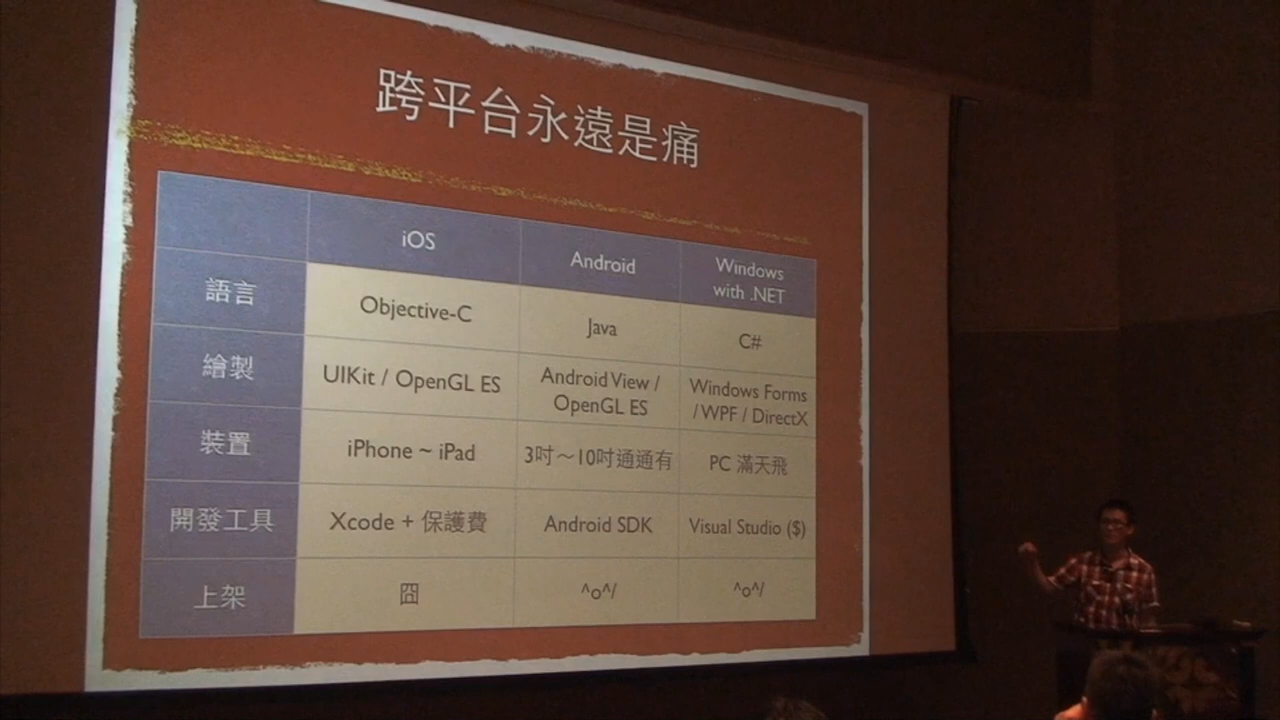 跨平台永遠是痛
iOS
Android
Windows
with .NET
語言
Objective-C
Java
C#
繪製
UIKit / OpenGL ES
Android View /
OpenGL ES
Windows Forms
/ WPF / DirectX
裝置
iPhone ~ iPad
3吋～10吋通通有
PC 滿天飛
開發工具
Xcode + 保護費
Android SDK
Visual Studio ($)
上架
囧
^o^/
^o^/